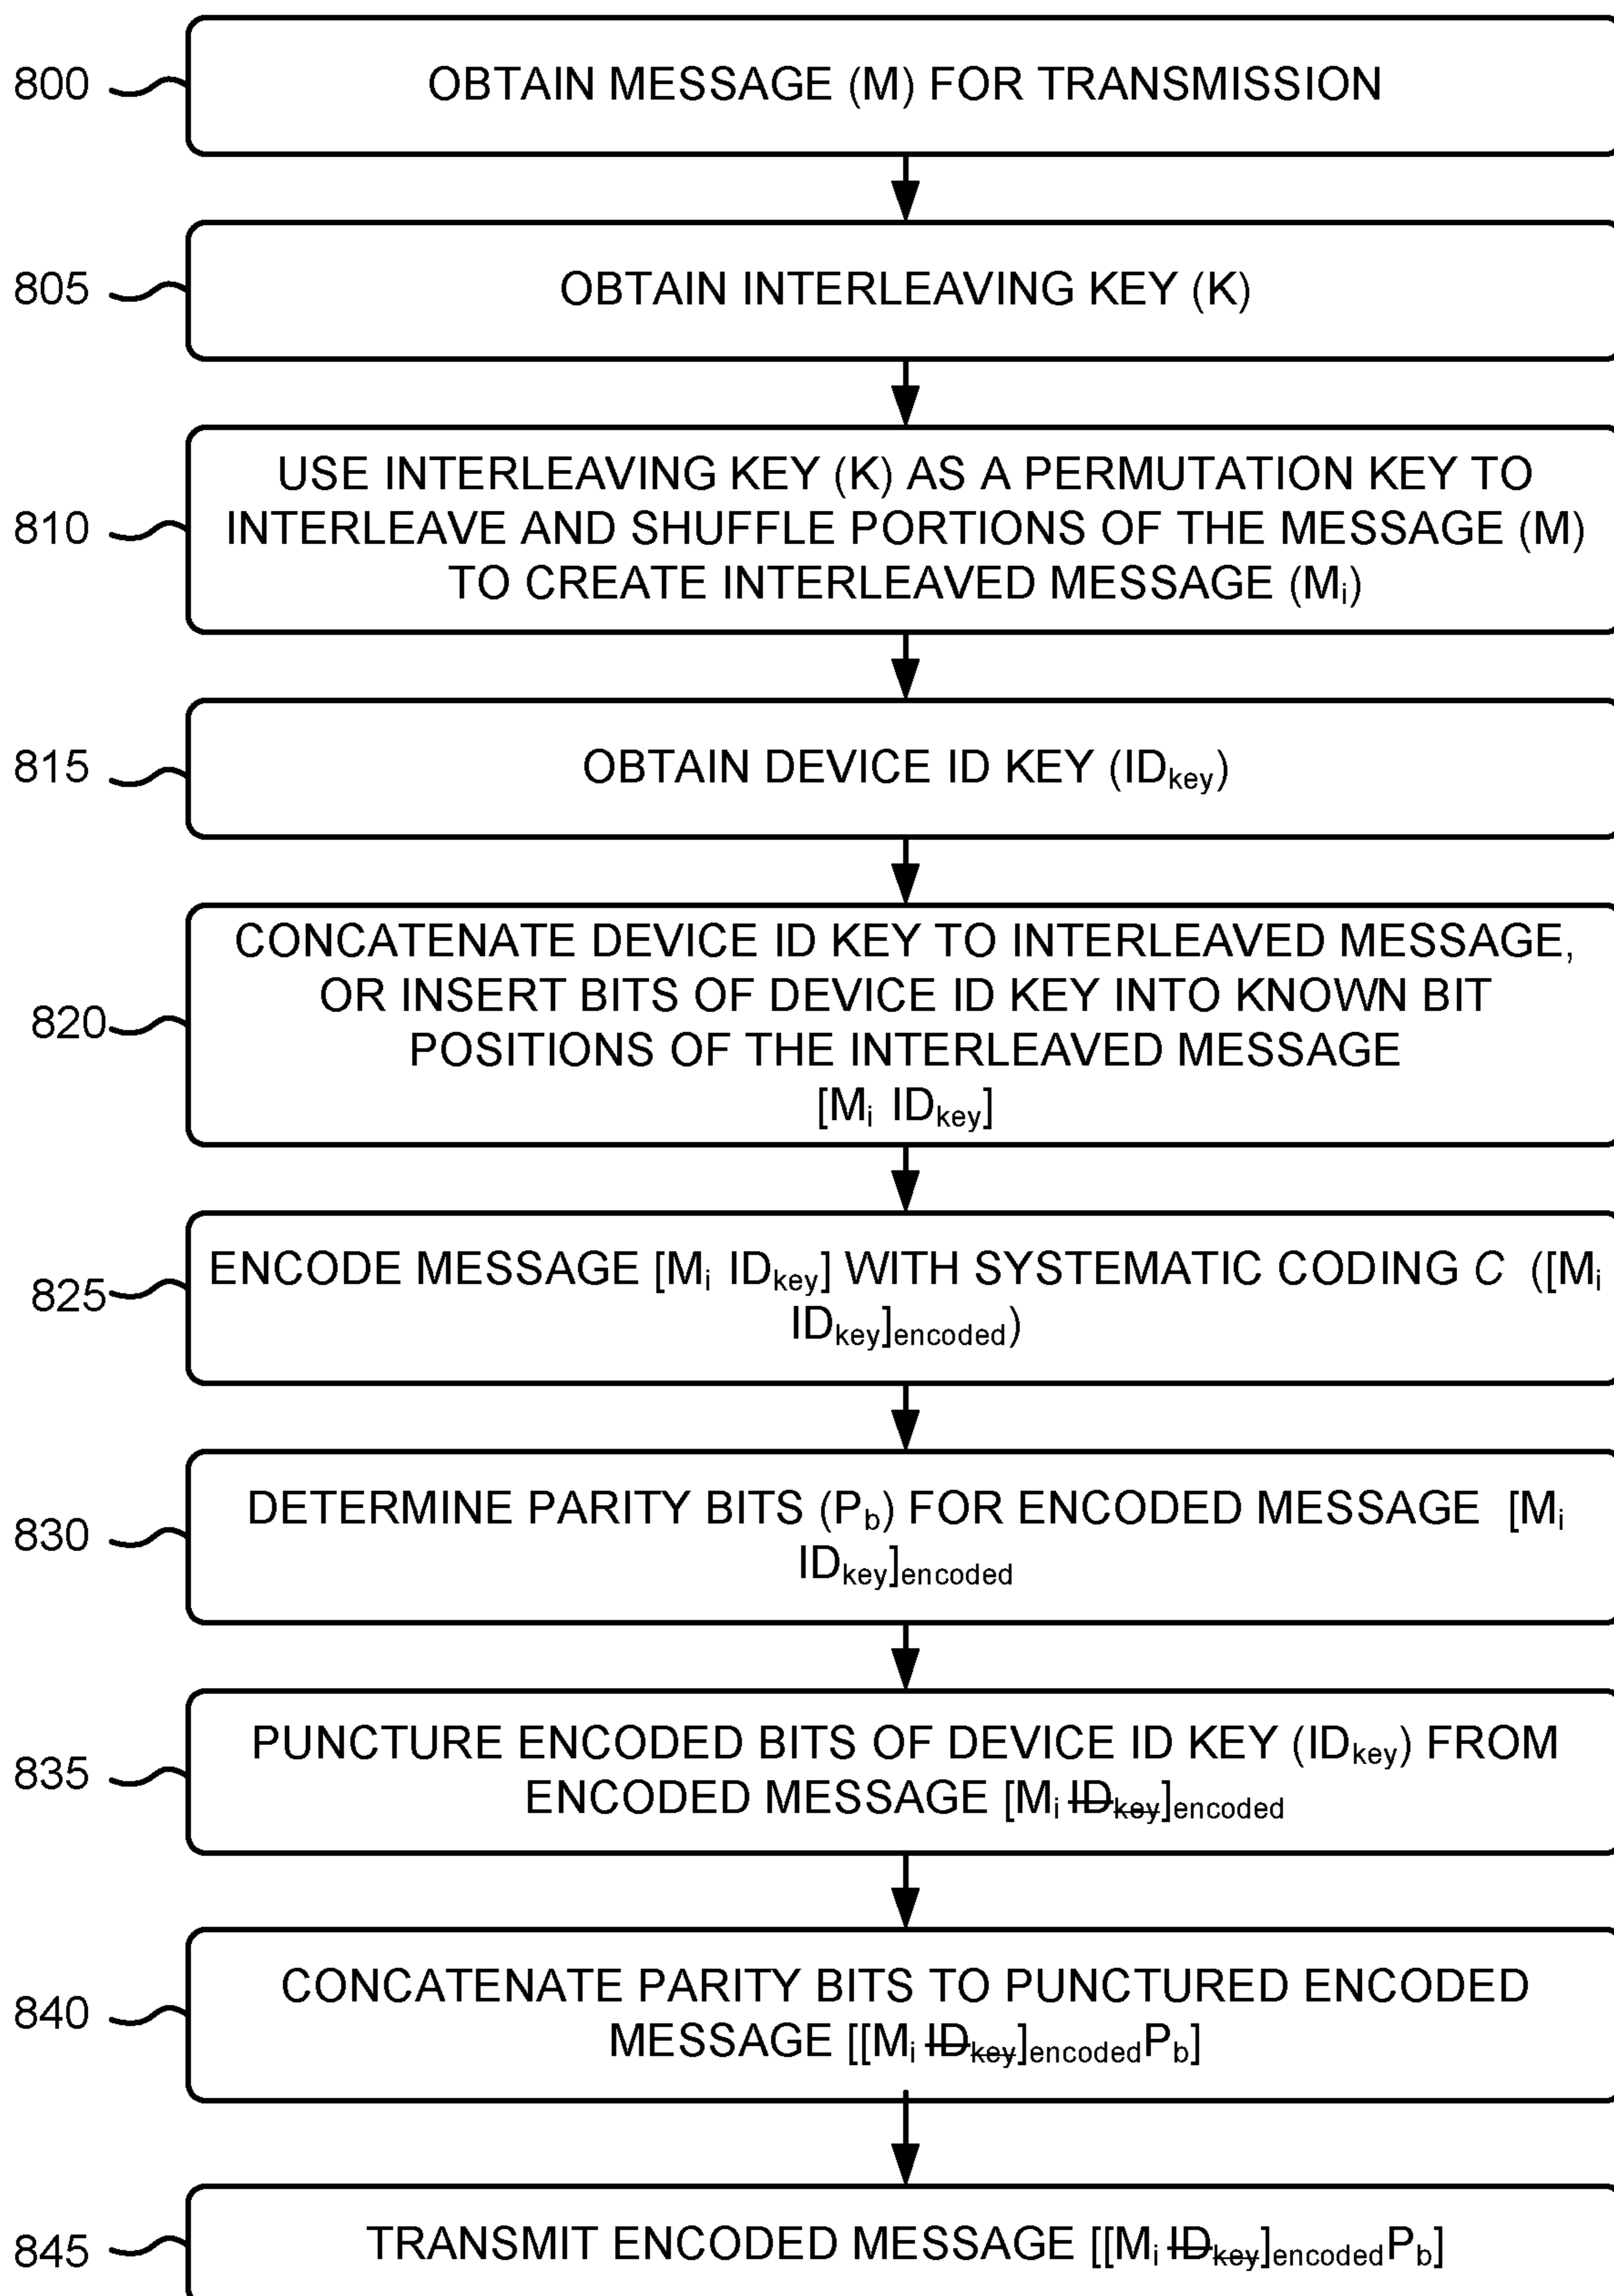 800
OBTAIN MESSAGE (M) FOR TRANSMISSION
805
OBTAIN INTERLEAVING KEY (K)
USE INTERLEAVING KEY (K) AS A PERMUTATION KEY TO
810
INTERLEAVE AND SHUFFLE PORTIONS OF THE MESSAGE (M)
TO CREATE INTERLEAVED MESSAGE (Mi)
815
OBTAIN DEVICE ID KEY (IDkey)
CONCATENATE DEVICE ID KEY TO INTERLEAVED MESSAGE,
820
OR INSERT BITS OF DEVICE ID KEY INTO KNOWN BIT
POSITIONS OF THE INTERLEAVED MESSAGE
[Mi IDkey]
825
ENCODE MESSAGE [Mi IDkey] WITH SYSTEMATIC CODING C ([Mi
IDkey]encoded)
830
DETERMINE PARITY BITS (Pb) FOR ENCODED MESSAGE [Mi
IDkey]encoded
835
PUNCTURE ENCODED BITS OF DEVICE ID KEY (IDkey) FROM
ENCODED MESSAGE [Mi IDkey]encoded
840
CONCATENATE PARITY BITS TO PUNCTURED ENCODED
MESSAGE [[Mi IDkey]encodedPb]
845
TRANSMIT ENCODED MESSAGE [[Mi IDkey]encodedPb]